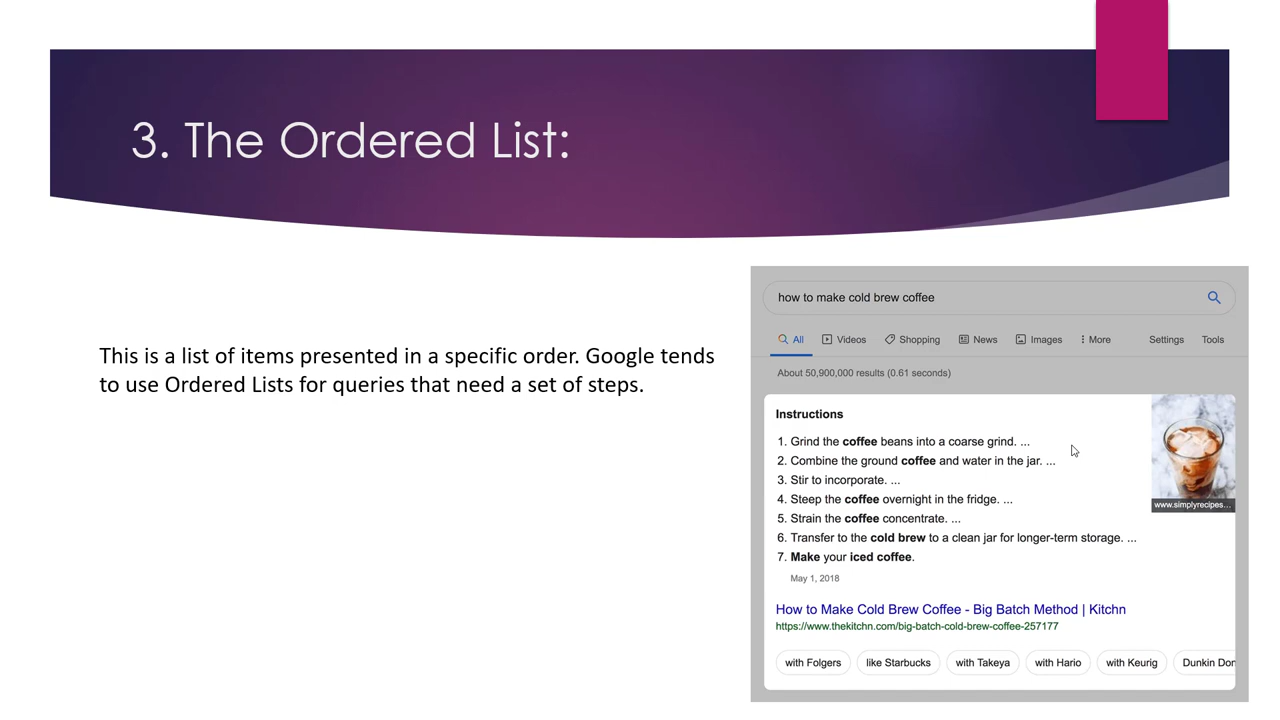 3. The Ordered List:
This is a list of items presented in a specific order. Google tends
to use Ordered Lists for queries that need a set of steps.
how to make cold brew coffee
All Videos Shopping News Images More Settings Tools
About 50,900,000 results (0.61 seconds)
Instructions
1. Grind the coffee beans into a coarse grind. ...
2. Combine the ground coffee and water in the jar. ...
3. Stir to incorporate. ...
4. Steep the coffee overnight in the fridge. ...
5. Strain the coffee concentrate. ...
6. Transfer to the cold brew to a clean jar for longer-term storage. ...
7. Make your iced coffee.
www.simplyrecipes...
May 1, 2018
How to Make Cold Brew Coffee - Big Batch Method | Kitchn
https://www.thekitchn.com/big-batch-cold-brew-coffee-257177
with Folgers like Starbucks with Takeya with Hario with Keurig Dunkin Don